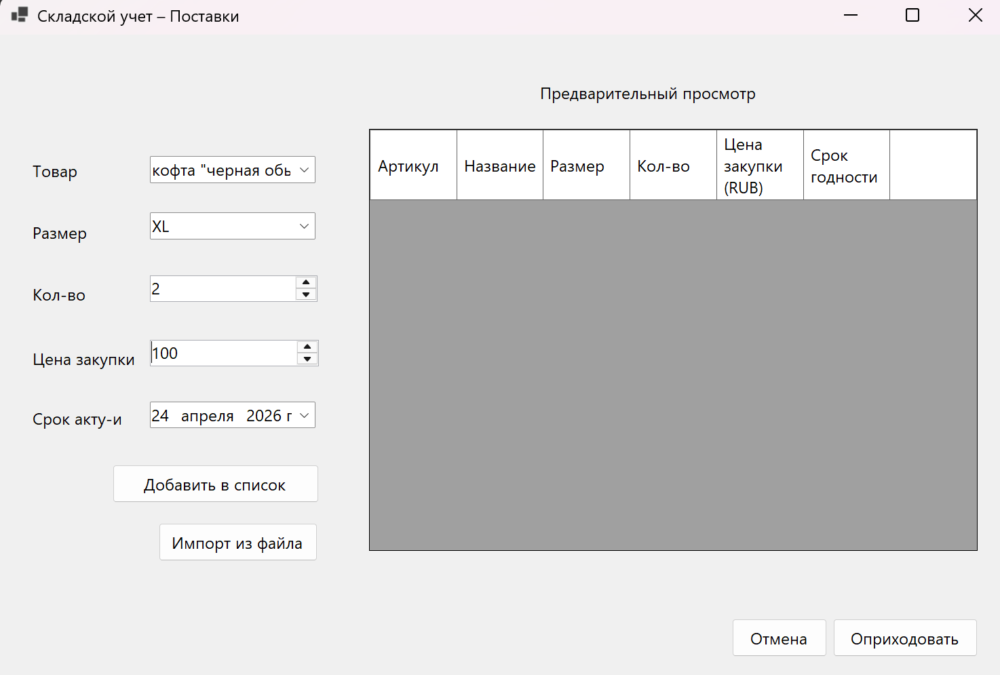 Складской учет – Поставки
Предварительный просмотр
Товар
кофта "черная обы
Размер
XL
Кол-во
2
Цена закупки
100
Срок акту-и
24 апреля 2026 г
Добавить в список
Импорт из файла
Артикул
Название
Размер
Кол-во
Цена
закупки
(RUB)
Срок
годности
Отмена
Оприходовать